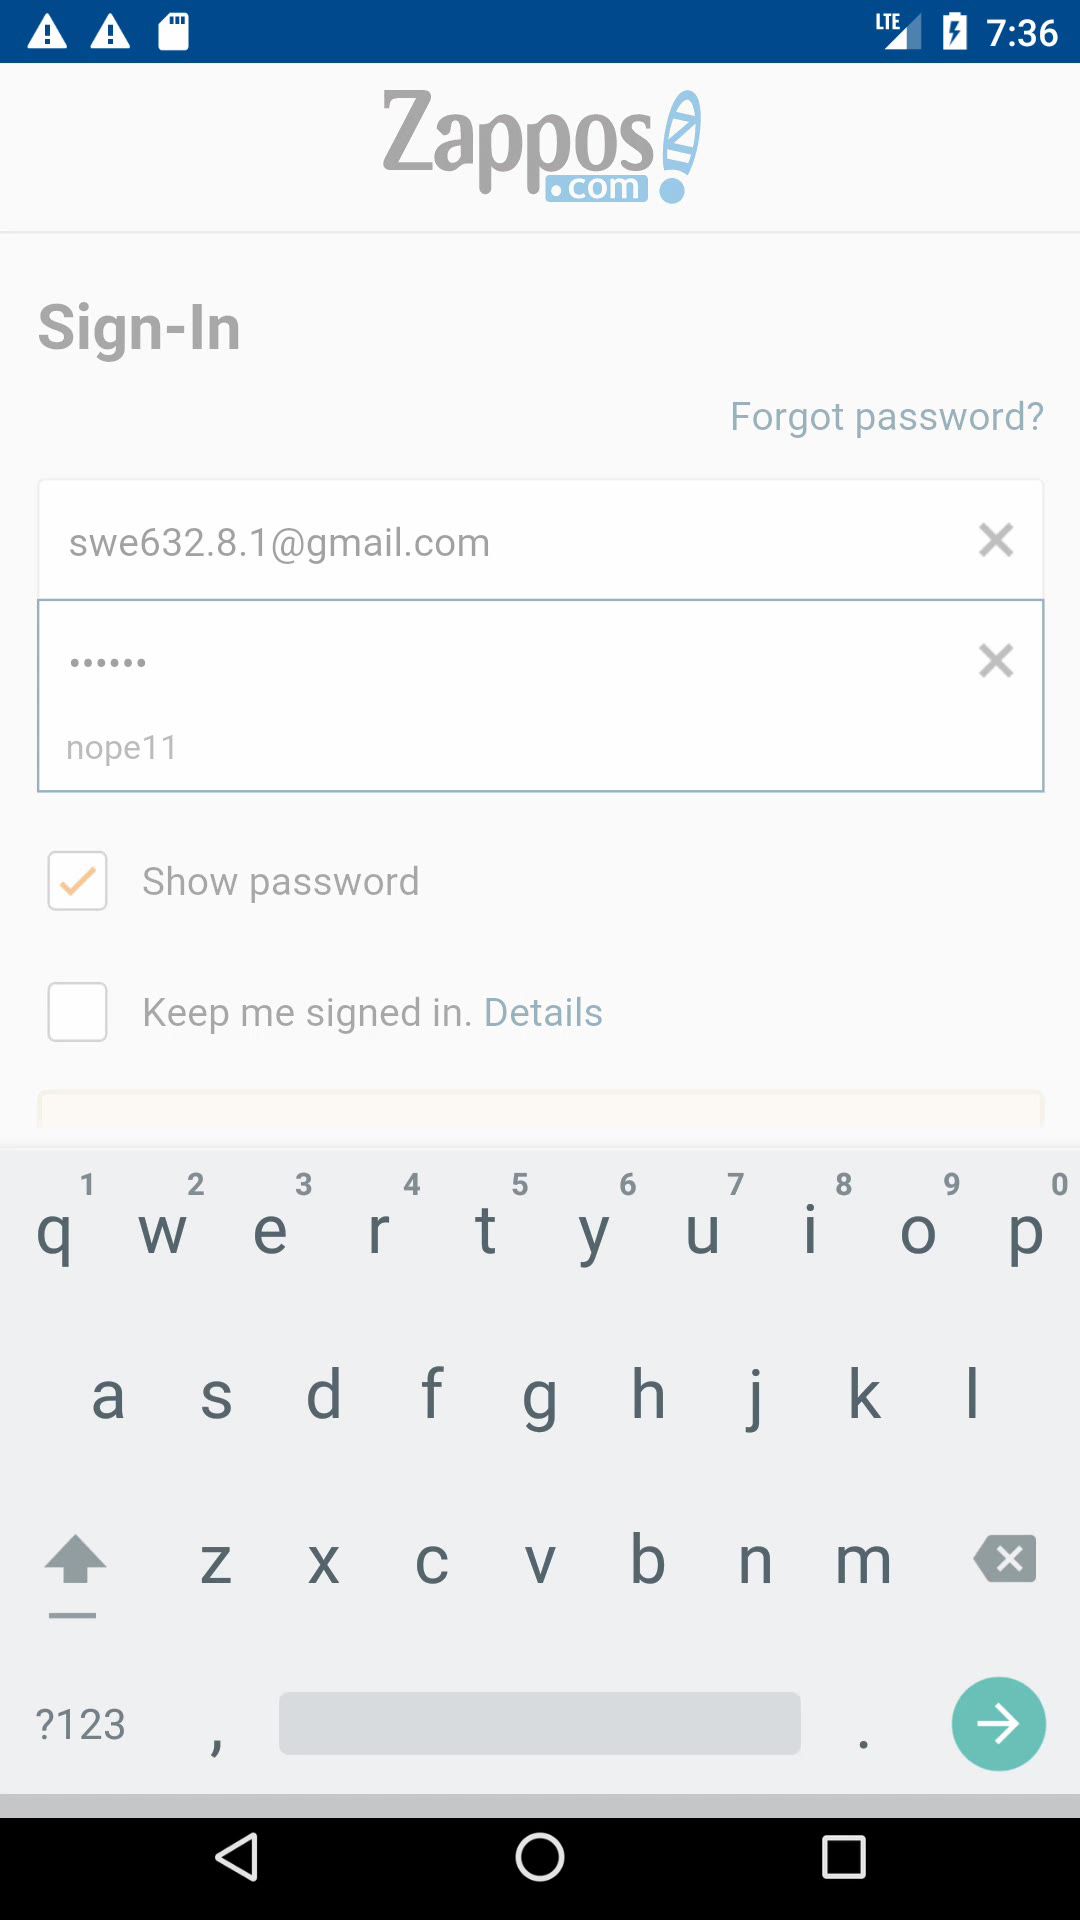 LTE 7:36
Zappos
.com
Sign-In
Forgot password?
swe632.8.1@gmail.com
••••••
nope11
Show password
Keep me signed in. Details
1 2 3 4 5 6 7 8 9 0
q w e r t y u i o p
a s d f g h j k l
z x c v b n m
?123 , .